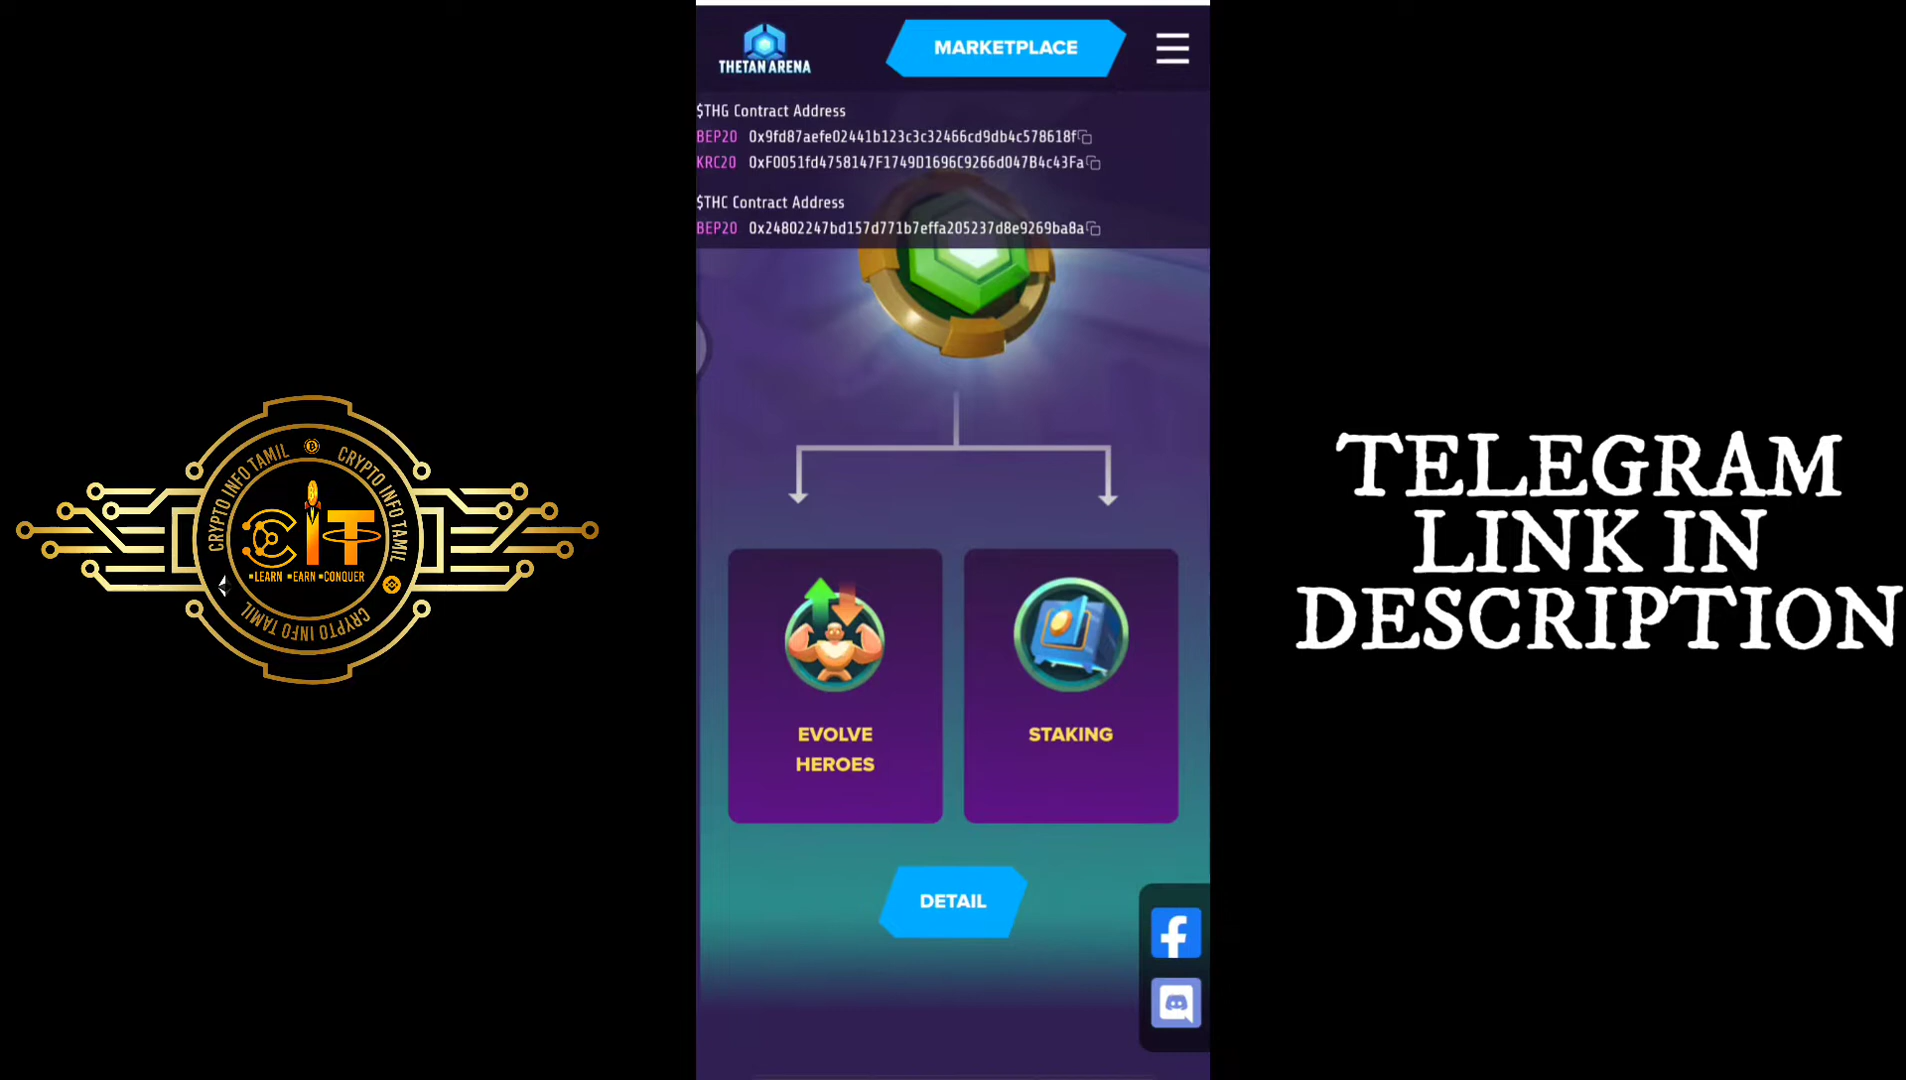 CRYPTO INFO TAMIL
CRYPTO INFO TAMIL
CIT
▪LEARN ▪EARN ▪CONQUER
CRYPTO INFO TAMIL
THETAN ARENA
MARKETPLACE
$THG Contract Address
BEP20 0x9fd87aefe02441b123c3c32466cd9db4c578618f
KRC20 0xF0051fd4758147F1749D1696C9266d047B4c43Fa
$THC Contract Address
BEP20 0x24802247bd157d771b7effa205237d8e9269ba8a
EVOLVE
HEROES
STAKING
DETAIL
TELEGRAM
LINK IN
DESCRIPTION